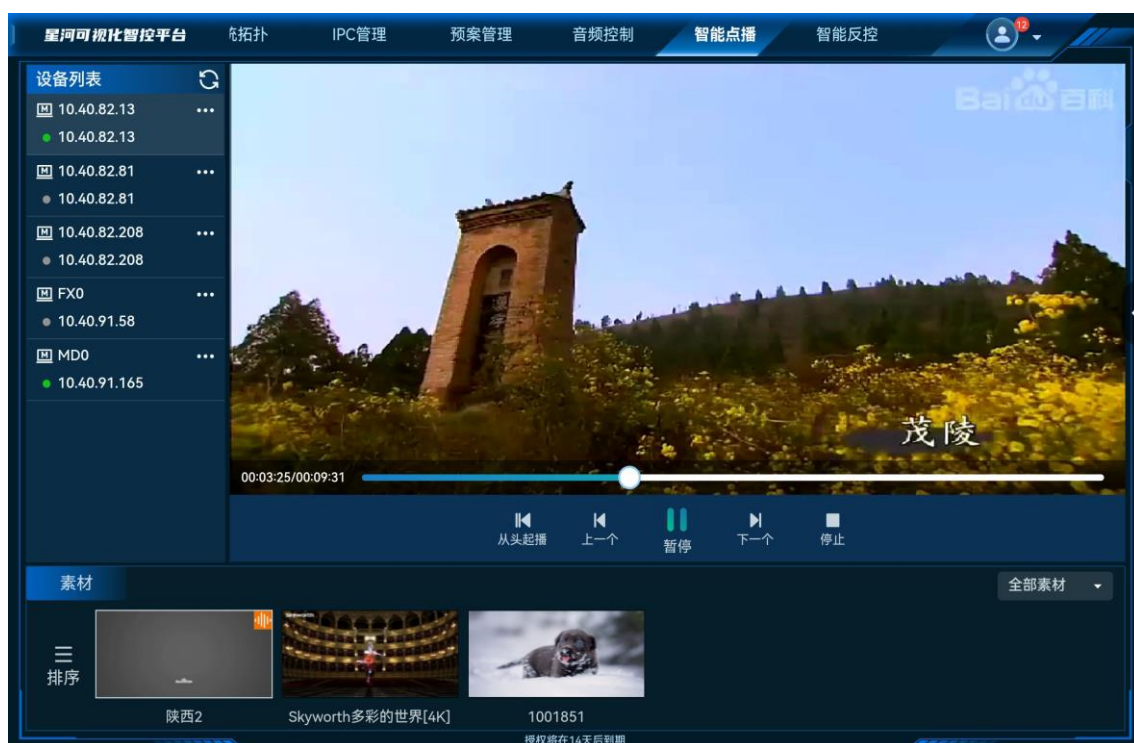 星河可视化智控平台
统拓扑 IPC管理 预案管理 音频控制 智能点播 智能反控 12
设备列表
10.40.82.13
10.40.82.13
10.40.82.81
10.40.82.81
10.40.82.208
10.40.82.208
FX0
10.40.91.58
MD0
10.40.91.165
Bai du 百科
茂陵
00:03:25/00:09:31
从头起播 上一个 暂停 下一个 停止
素材 全部素材
排序
陕西2 Skyworth多彩的世界[4K] 1001851
授权将在14天后到期